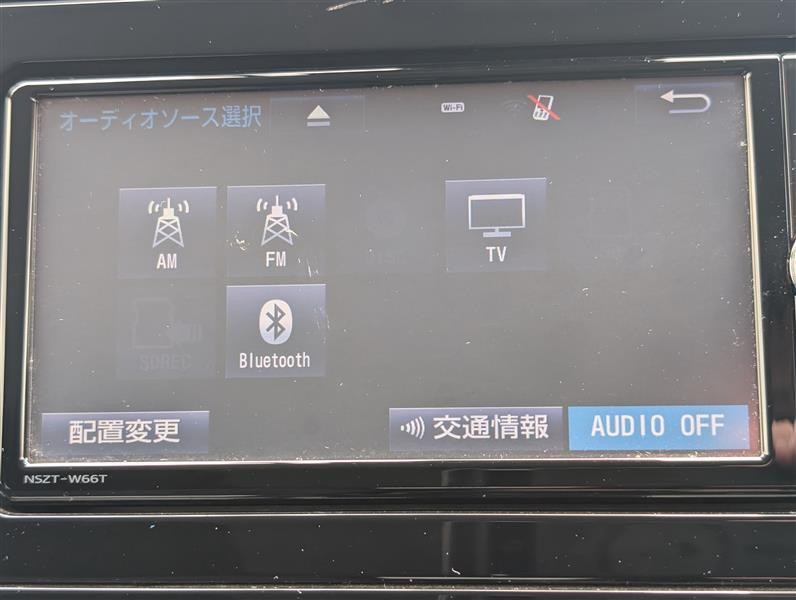 オーディオソース選択
Wi-Fi
AM
FM
TV
SDREC
Bluetooth
配置変更
交通情報
AUDIO OFF
NSZT-W66T